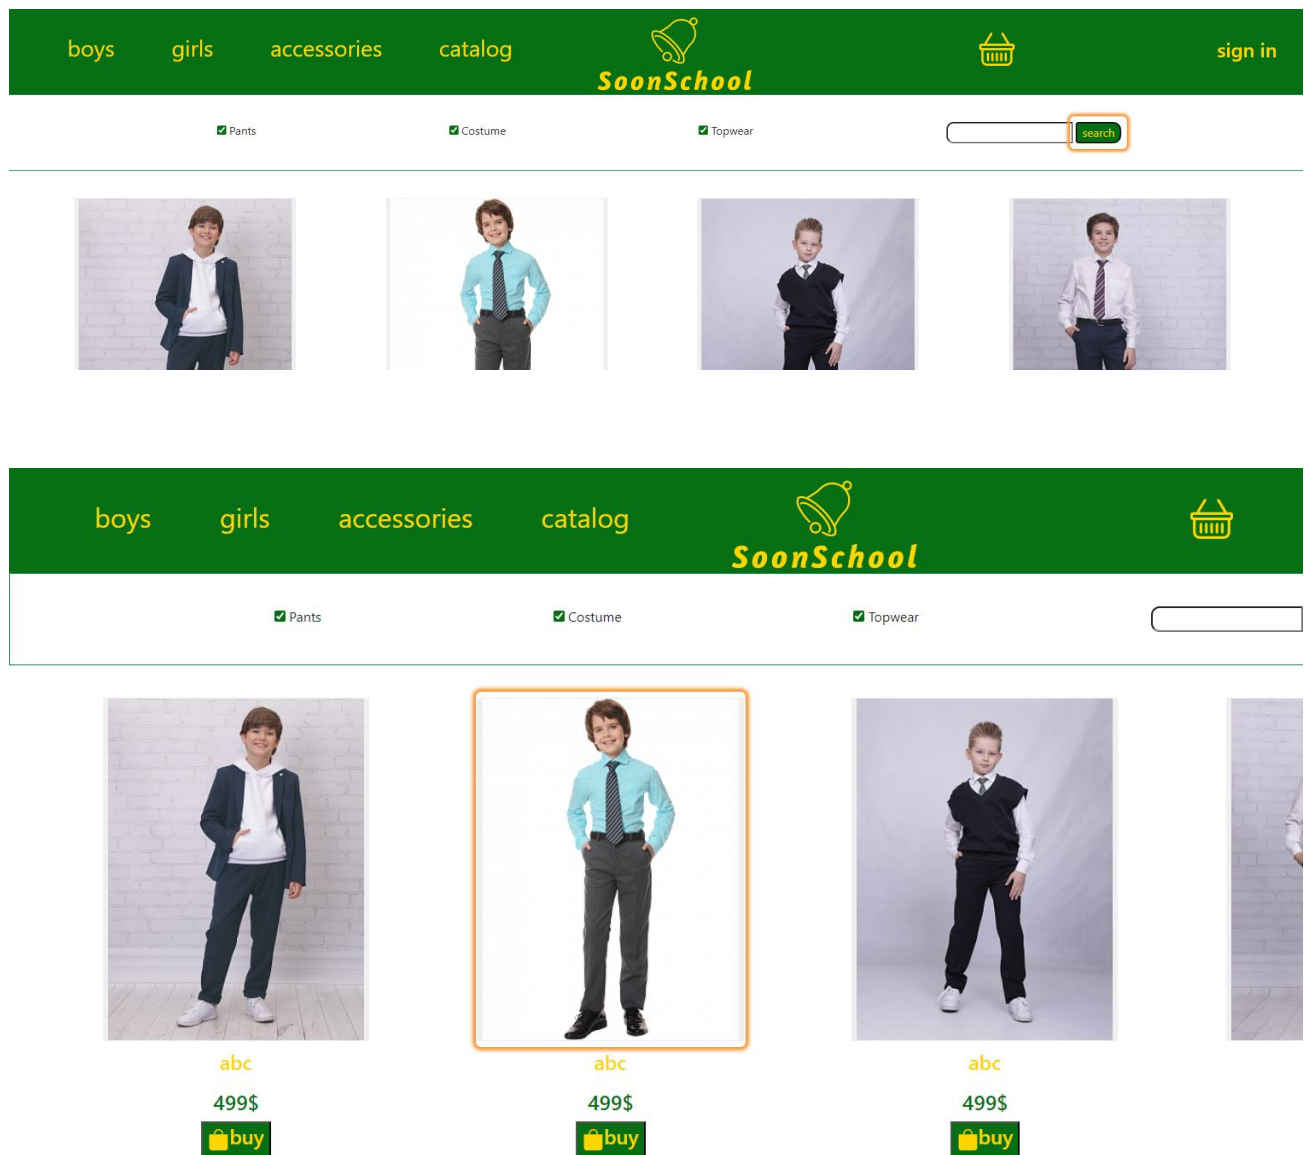 boys girls accessories catalog SoonSchool sign in
Pants Costume Topwear search
boys girls accessories catalog SoonSchool
Pants Costume Topwear
abc abc abc
499$ 499$ 499$
buy buy buy